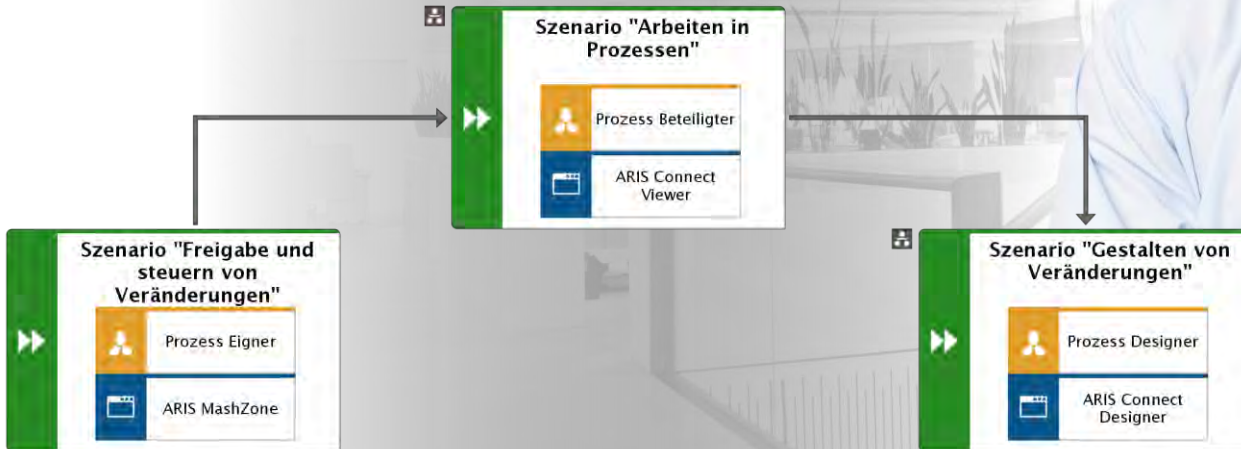 Szenario "Arbeiten in
Prozessen"
Prozess Beteiligter
ARIS Connect
Viewer
Szenario "Freigabe und
steuern von
Veränderungen"
Prozess Eigner
ARIS MashZone
Szenario "Gestalten von
Veränderungen"
Prozess Designer
ARIS Connect
Designer